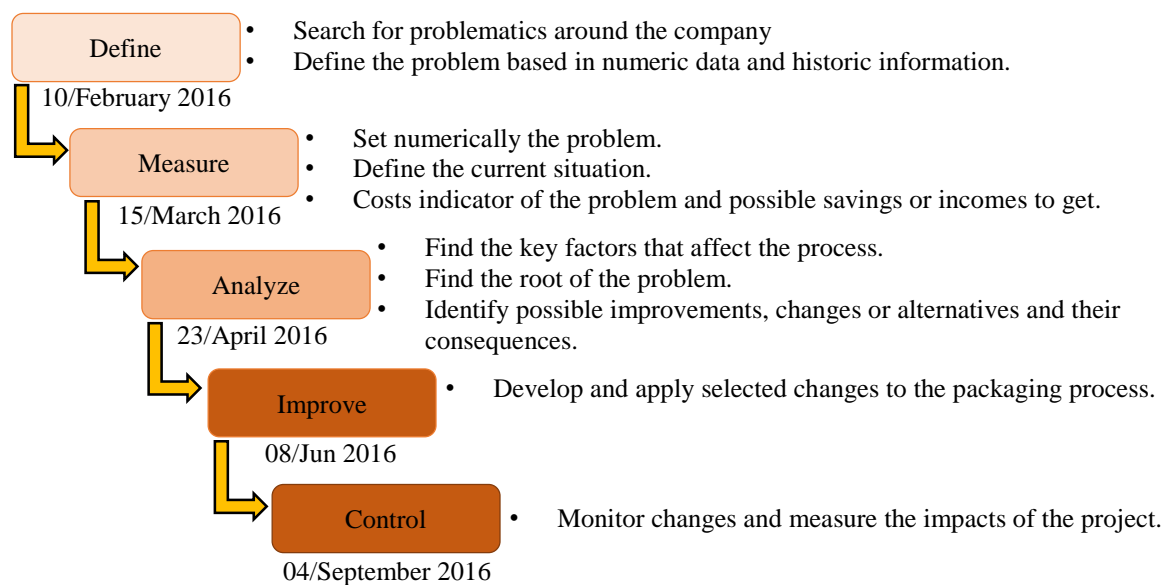 Define
• Search for problematics around the company
• Define the problem based in numeric data and historic information.
10/February 2016
Measure
• Set numerically the problem.
• Define the current situation.
• Costs indicator of the problem and possible savings or incomes to get.
15/March 2016
Analyze
• Find the key factors that affect the process.
• Find the root of the problem.
• Identify possible improvements, changes or alternatives and their
consequences.
23/April 2016
Improve
• Develop and apply selected changes to the packaging process.
08/Jun 2016
Control
• Monitor changes and measure the impacts of the project.
04/September 2016